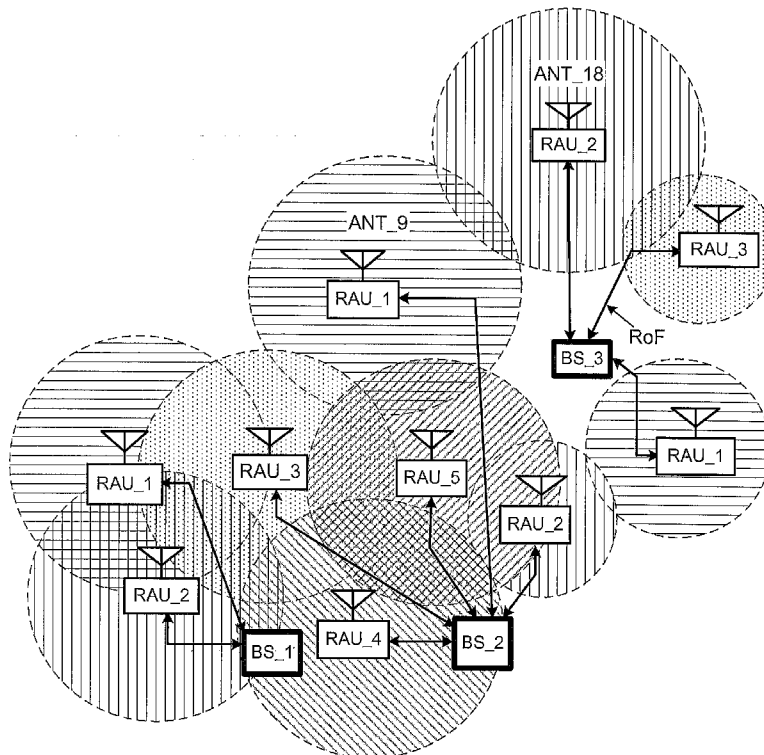 ANT_18
RAU_2
ANT_9
RAU_3
RAU_1
RoF
BS_3
RAU_1
RAU_3
RAU_5
RAU_1
RAU_2
RAU_2
RAU_4
BS_1
BS_2